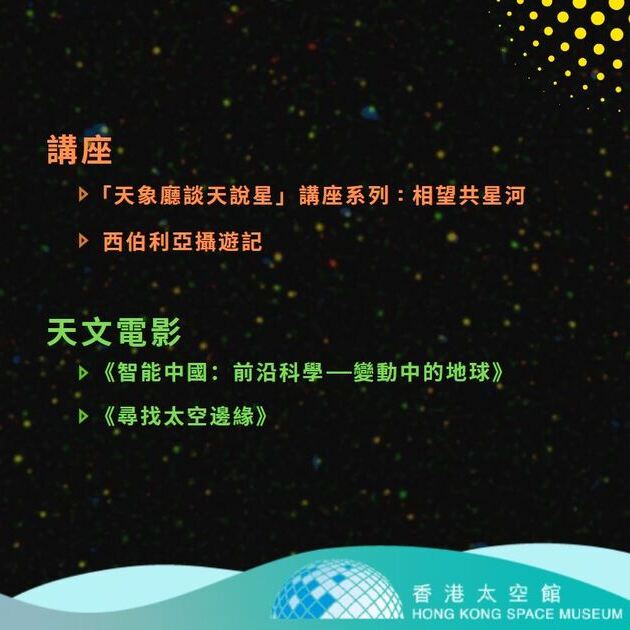 講座
「天象廳談天說星」講座系列：相望共星河
西伯利亞攝遊記
天文電影
《智能中國：前沿科學──變動中的地球》
《尋找太空邊緣》
香港太空館
HONG KONG SPACE MUSEUM